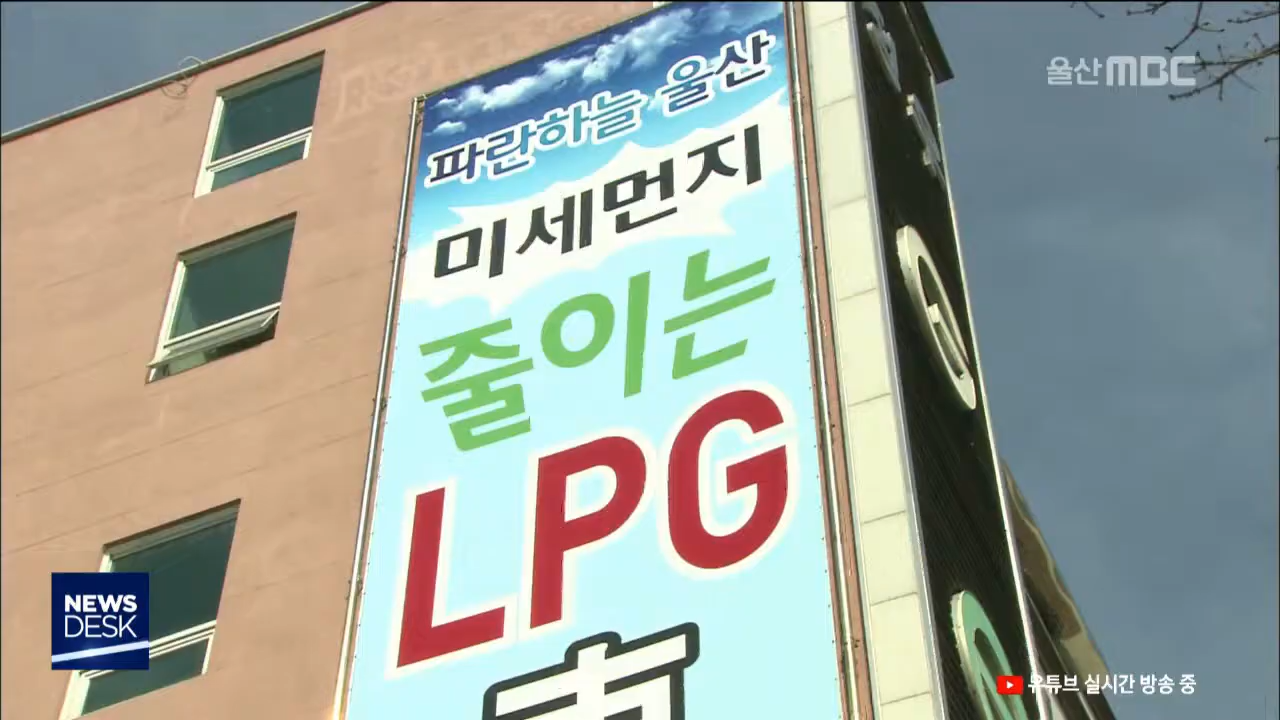 울산MBC
파란하늘 울산
미세먼지
줄이는
LPG
NEWS
DESK
유튜브 실시간 방송 중